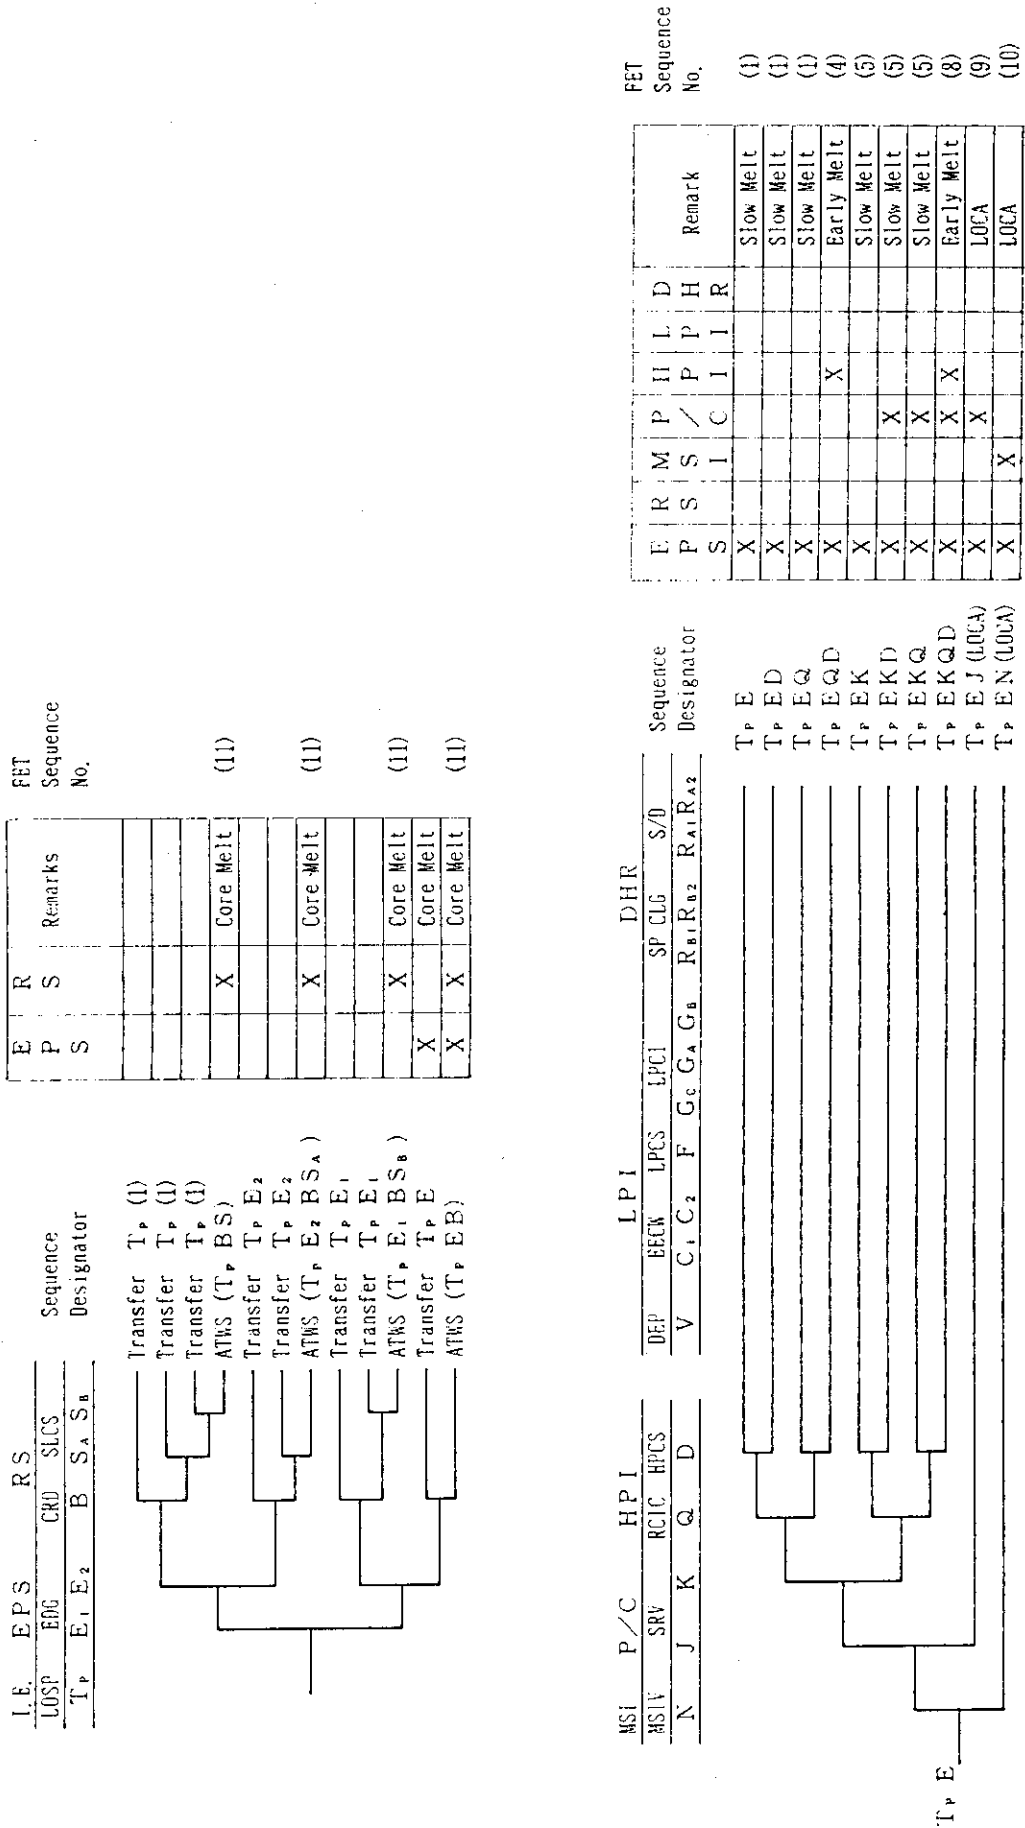 I.E. EPS RS
LOSP EDG CRD SLCS
Tₚ E₁ E₂ B S_A S_B
Sequence
Designator
E R
P S
S
Remarks
FET
Sequence
No.
Transfer Tₚ (1)
Transfer Tₚ (1)
Transfer Tₚ (1)
ATWS (Tₚ BS) X Core Melt (11)
Transfer Tₚ E₂
Transfer Tₚ E₂
ATWS (Tₚ E₂ BS_A) X Core Melt (11)
Transfer Tₚ E₁
Transfer Tₚ E₁
ATWS (Tₚ E₁ BS_B) X Core Melt (11)
Transfer Tₚ E X Core Melt
ATWS (Tₚ EB) X X Core Melt (11)
MSI P/C HPI LPI DHR
MSIV SRV RCIC HPCS DEP EECW LPCS LPCI SP CLG S/D
N J K Q D V C₁ C₂ F G_C G_A G_B R_B1 R_B2 R_A1 R_A2
Sequence
Designator
E R M P H L D
P S S / P P H
S I C I I R
Remark
FET
Sequence
No.
Tₚ E
Tₚ E X Slow Melt (1)
Tₚ ED X Slow Melt (1)
Tₚ EQ X Slow Melt (1)
Tₚ EQD X X Early Melt (4)
Tₚ EK X Slow Melt (5)
Tₚ EKD X X Slow Melt (5)
Tₚ EKQ X X Slow Melt (5)
Tₚ EKQD X X X Early Melt (8)
Tₚ EJ (LOCA) X X LOCA (9)
Tₚ EN (LOCA) X X LOCA (10)